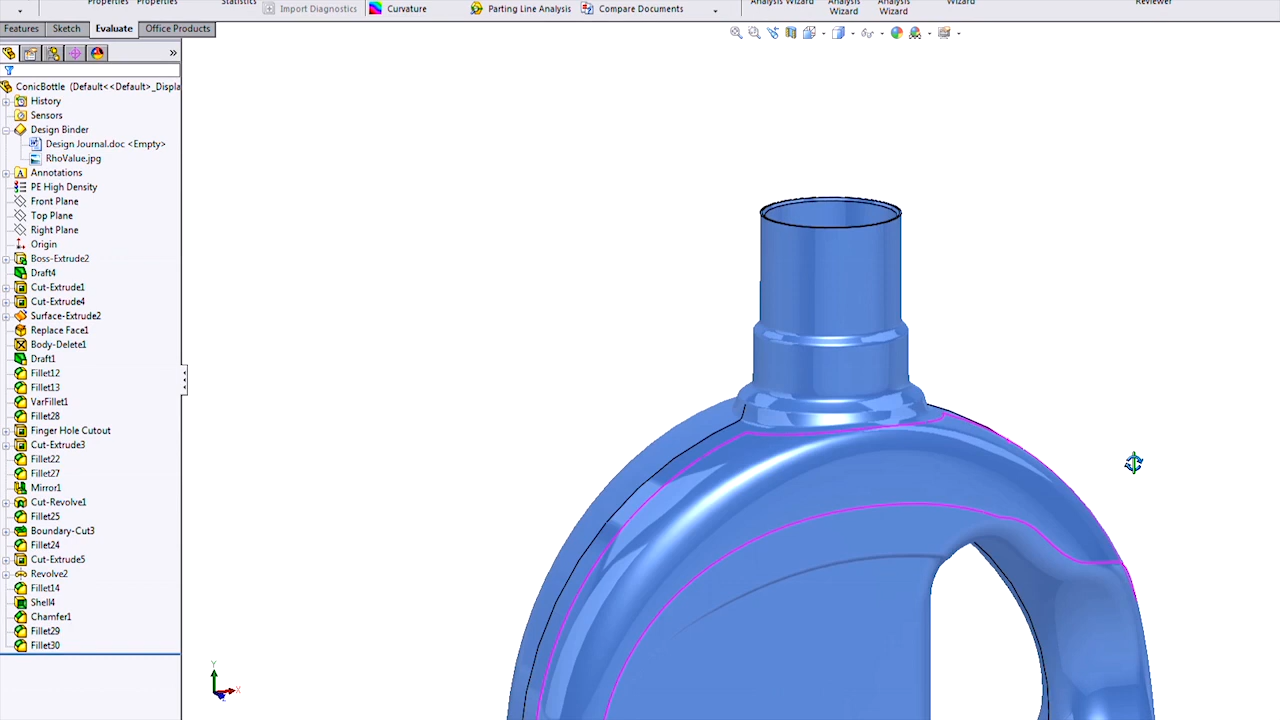 Properties Properties Statistics Import Diagnostics Curvature Parting Line Analysis Compare Documents Analysis Wizard Analysis Wizard Analysis Wizard Wizard Reviewer
Features Sketch Evaluate Office Products
»
ConicBottle (Default<<Default>_Displa
History
Sensors
Design Binder
Design Journal.doc <Empty>
RhoValue.jpg
Annotations
PE High Density
Front Plane
Top Plane
Right Plane
Origin
Boss-Extrude2
Draft4
Cut-Extrude1
Cut-Extrude4
Surface-Extrude2
Replace Face1
Body-Delete1
Draft1
Fillet12
Fillet13
VarFillet1
Fillet28
Finger Hole Cutout
Cut-Extrude3
Fillet22
Fillet27
Mirror1
Cut-Revolve1
Fillet25
Boundary-Cut3
Fillet24
Cut-Extrude5
Revolve2
Fillet14
Shell4
Chamfer1
Fillet29
Fillet30
Y
X